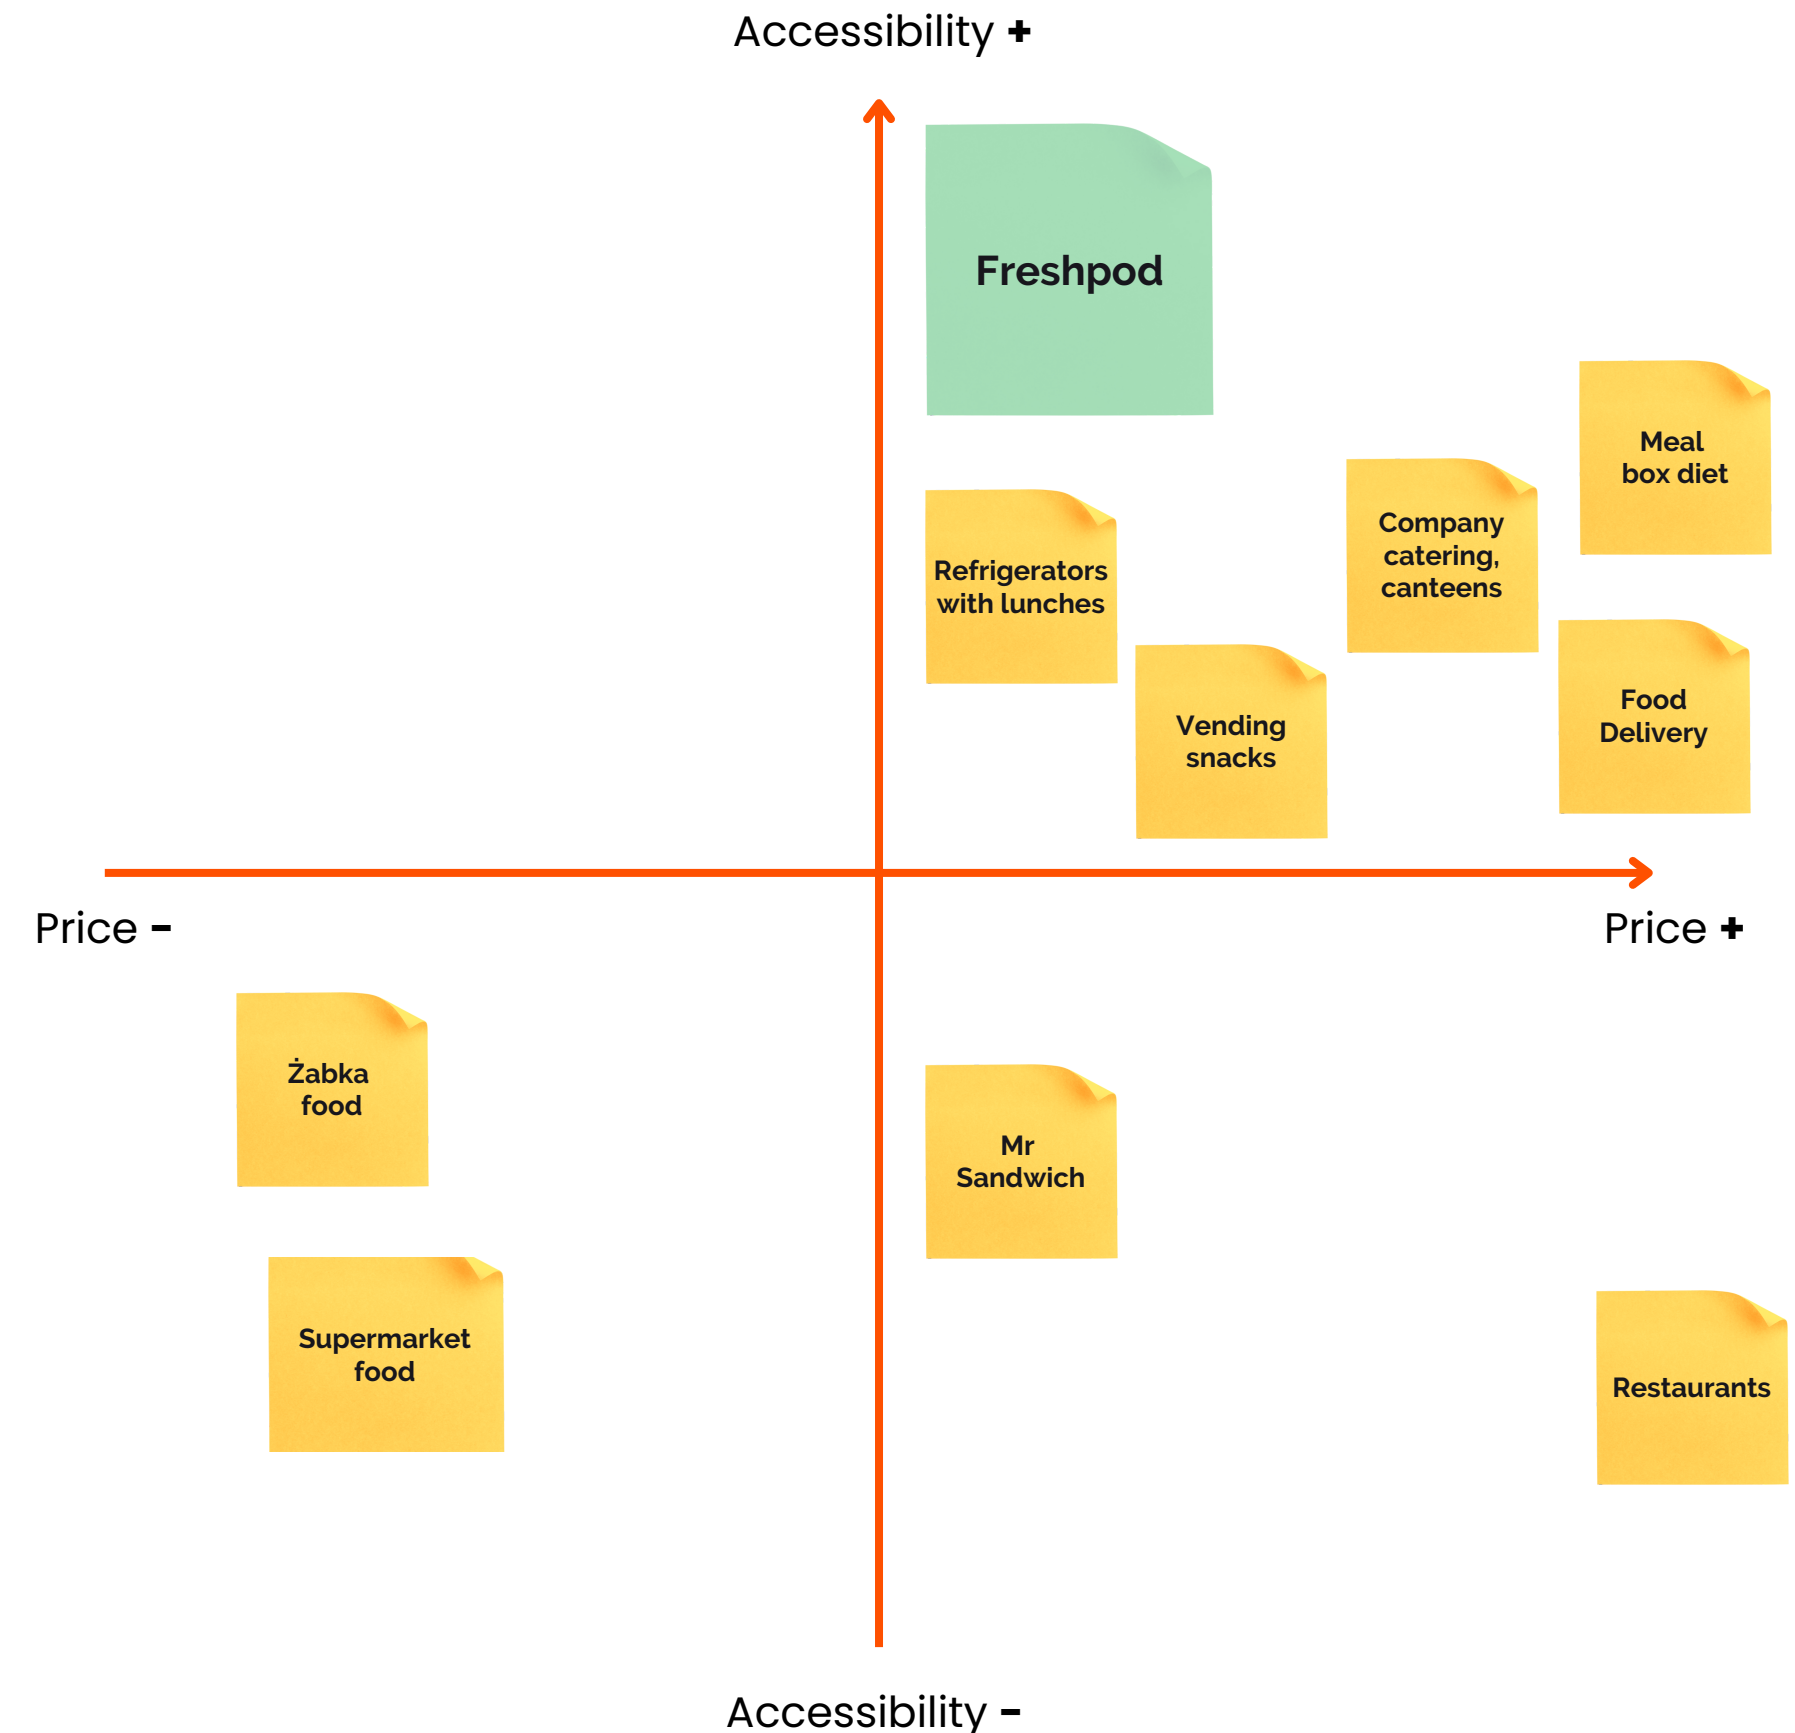 Accessibility +
Freshpod
Meal
box diet
Company
catering,
canteens
Refrigerators
with lunches
Food
Delivery
Vending
snacks
Price -
Price +
Żabka
food
Mr
Sandwich
Supermarket
food
Restaurants
Accessibility -